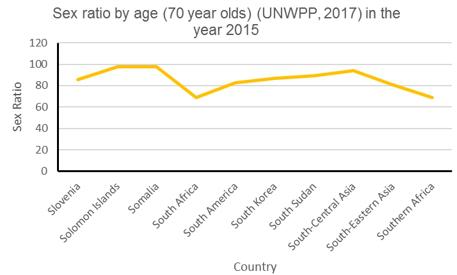 Sex ratio by age (70 year olds) (UNWPP, 2017) in the
year 2015
120
100
80
60
40
20
0
Sex Ratio
Slovenia
Solomon Islands
Somalia
South Africa
South America
South Korea
South Sudan
South-Central Asia
South-Eastern Asia
Southern Africa
Country